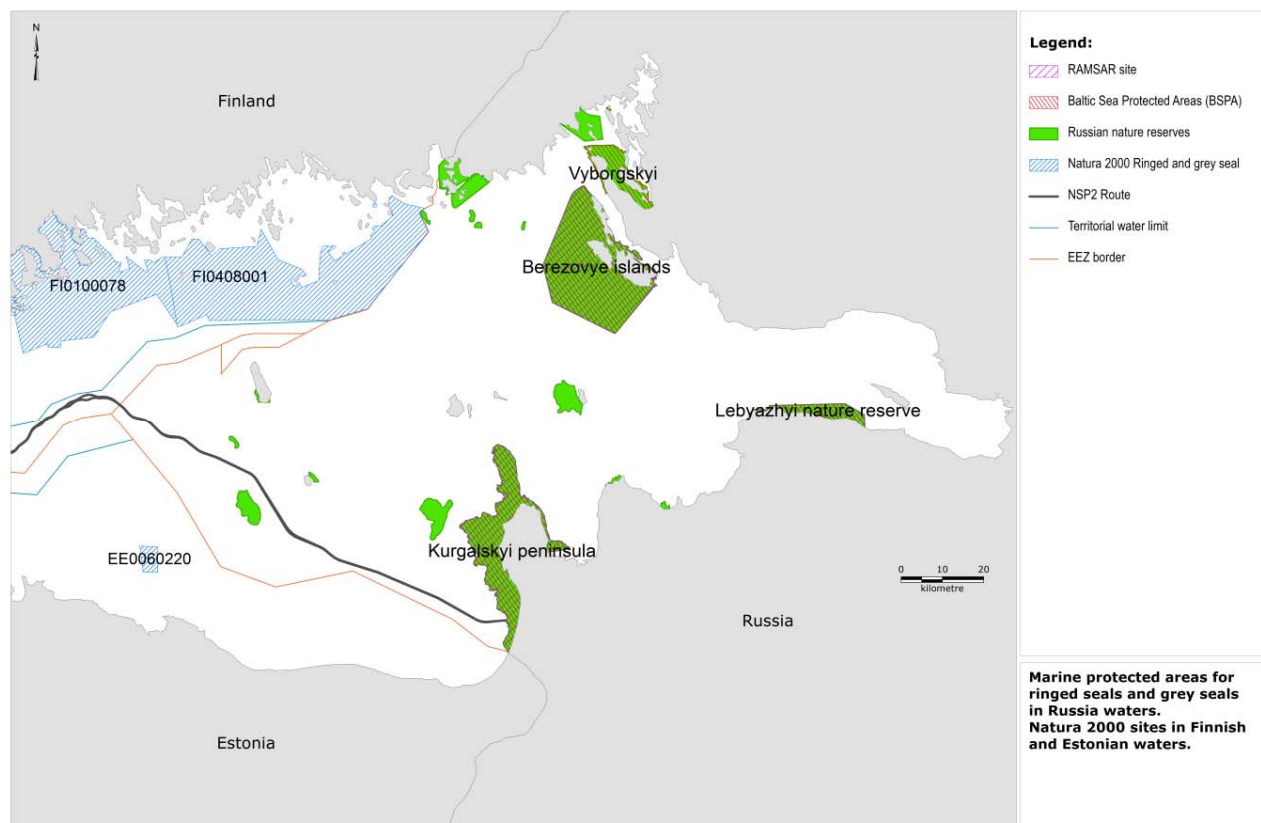 N
Finland
Vyborgskyi
Berezovye islands
FI0408001
FI0100078
Lebyazhyi nature reserve
Kurgalskyi peninsula
EE0060220
0 10 20
kilometre
Russia
Estonia
Legend:
RAMSAR site
Baltic Sea Protected Areas (BSPA)
Russian nature reserves
Natura 2000 Ringed and grey seal
NSP2 Route
Territorial water limit
EEZ border
Marine protected areas for
ringed seals and grey seals
in Russia waters.
Natura 2000 sites in Finnish
and Estonian waters.